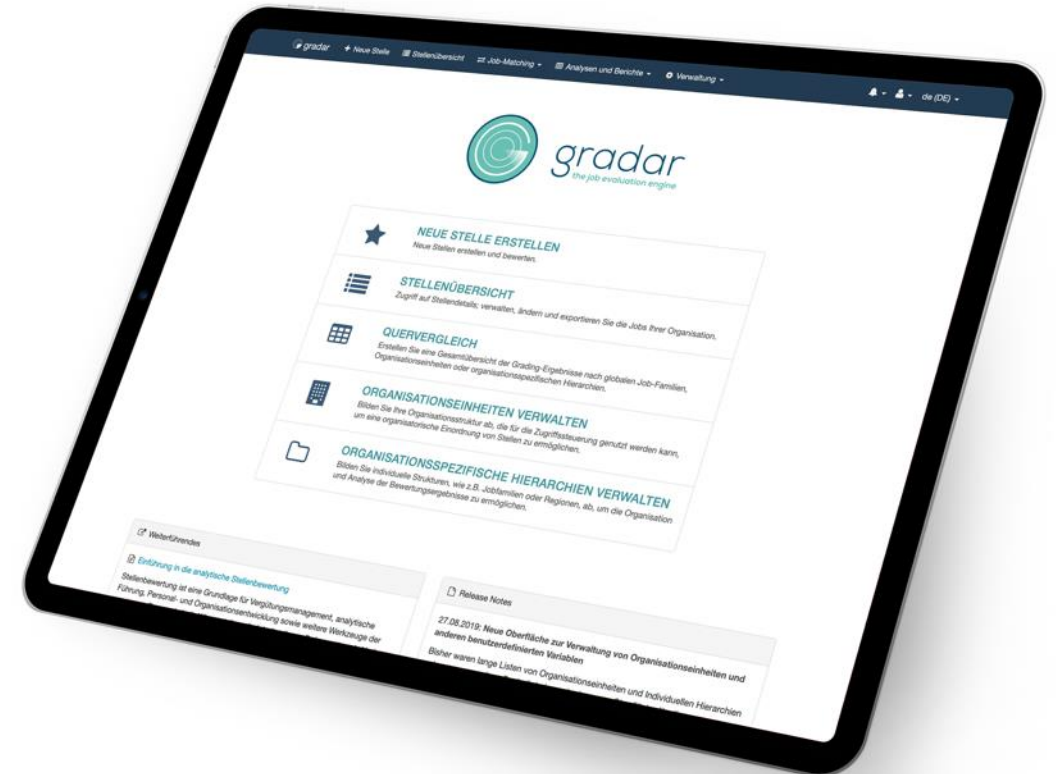 gradar + Neue Stelle Stellenübersicht Job-Matching Analysen und Berichte Verwaltung de (DE)
gradar
the job evaluation engine
NEUE STELLE ERSTELLEN
Neue Stellen erstellen und bewerten.
STELLENÜBERSICHT
Zugriff auf Stellendetails; verwalten, ändern und exportieren Sie die Jobs Ihrer Organisation.
QUERVERGLEICH
Erstellen Sie eine Gesamtübersicht der Grading-Ergebnisse nach globalen Job-Familien,
Organisationseinheiten oder organisationsspezifischen Hierarchien.
ORGANISATIONSEINHEITEN VERWALTEN
Bilden Sie Ihre Organisationsstruktur ab, die für die Zugriffssteuerung genutzt werden kann,
um eine organisatorische Einordnung von Stellen zu ermöglichen.
ORGANISATIONSSPEZIFISCHE HIERARCHIEN VERWALTEN
Bilden Sie individuelle Strukturen, wie z.B. Jobfamilien oder Regionen, ab, um die Organisation
und Analyse der Bewertungsergebnisse zu ermöglichen.
Weiterführendes
Einführung in die analytische Stellenbewertung
Stellenbewertung ist eine Grundlage für Vergütungsmanagement, analytische
Führung, Personal- und Organisationsentwicklung sowie weitere Werkzeuge der
Release Notes
27.08.2019: Neue Oberfläche zur Verwaltung von Organisationseinheiten und
anderen benutzerdefinierten Variablen
Bisher waren lange Listen von Organisationseinheiten und Individuellen Hierarchien